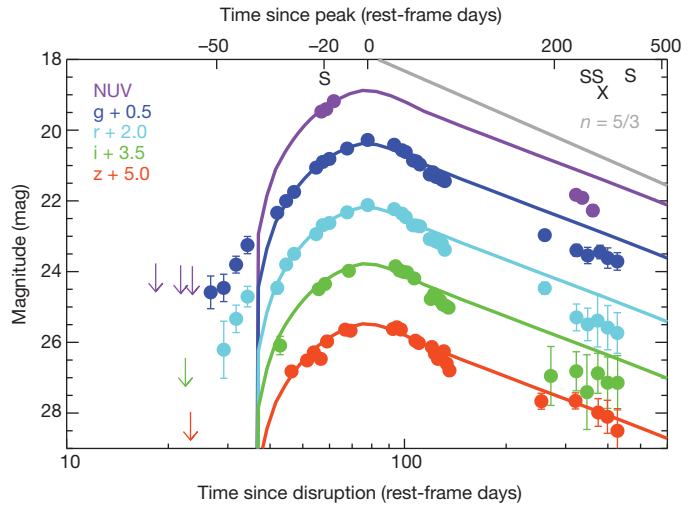 Time since peak (rest-frame days)
−50 −20 0 200 500
18 20 22 24 26 28
Magnitude (mag)
NUV
g + 0.5
r + 2.0
i + 3.5
z + 5.0
S
SS S
X
n = 5/3
10 100
Time since disruption (rest-frame days)